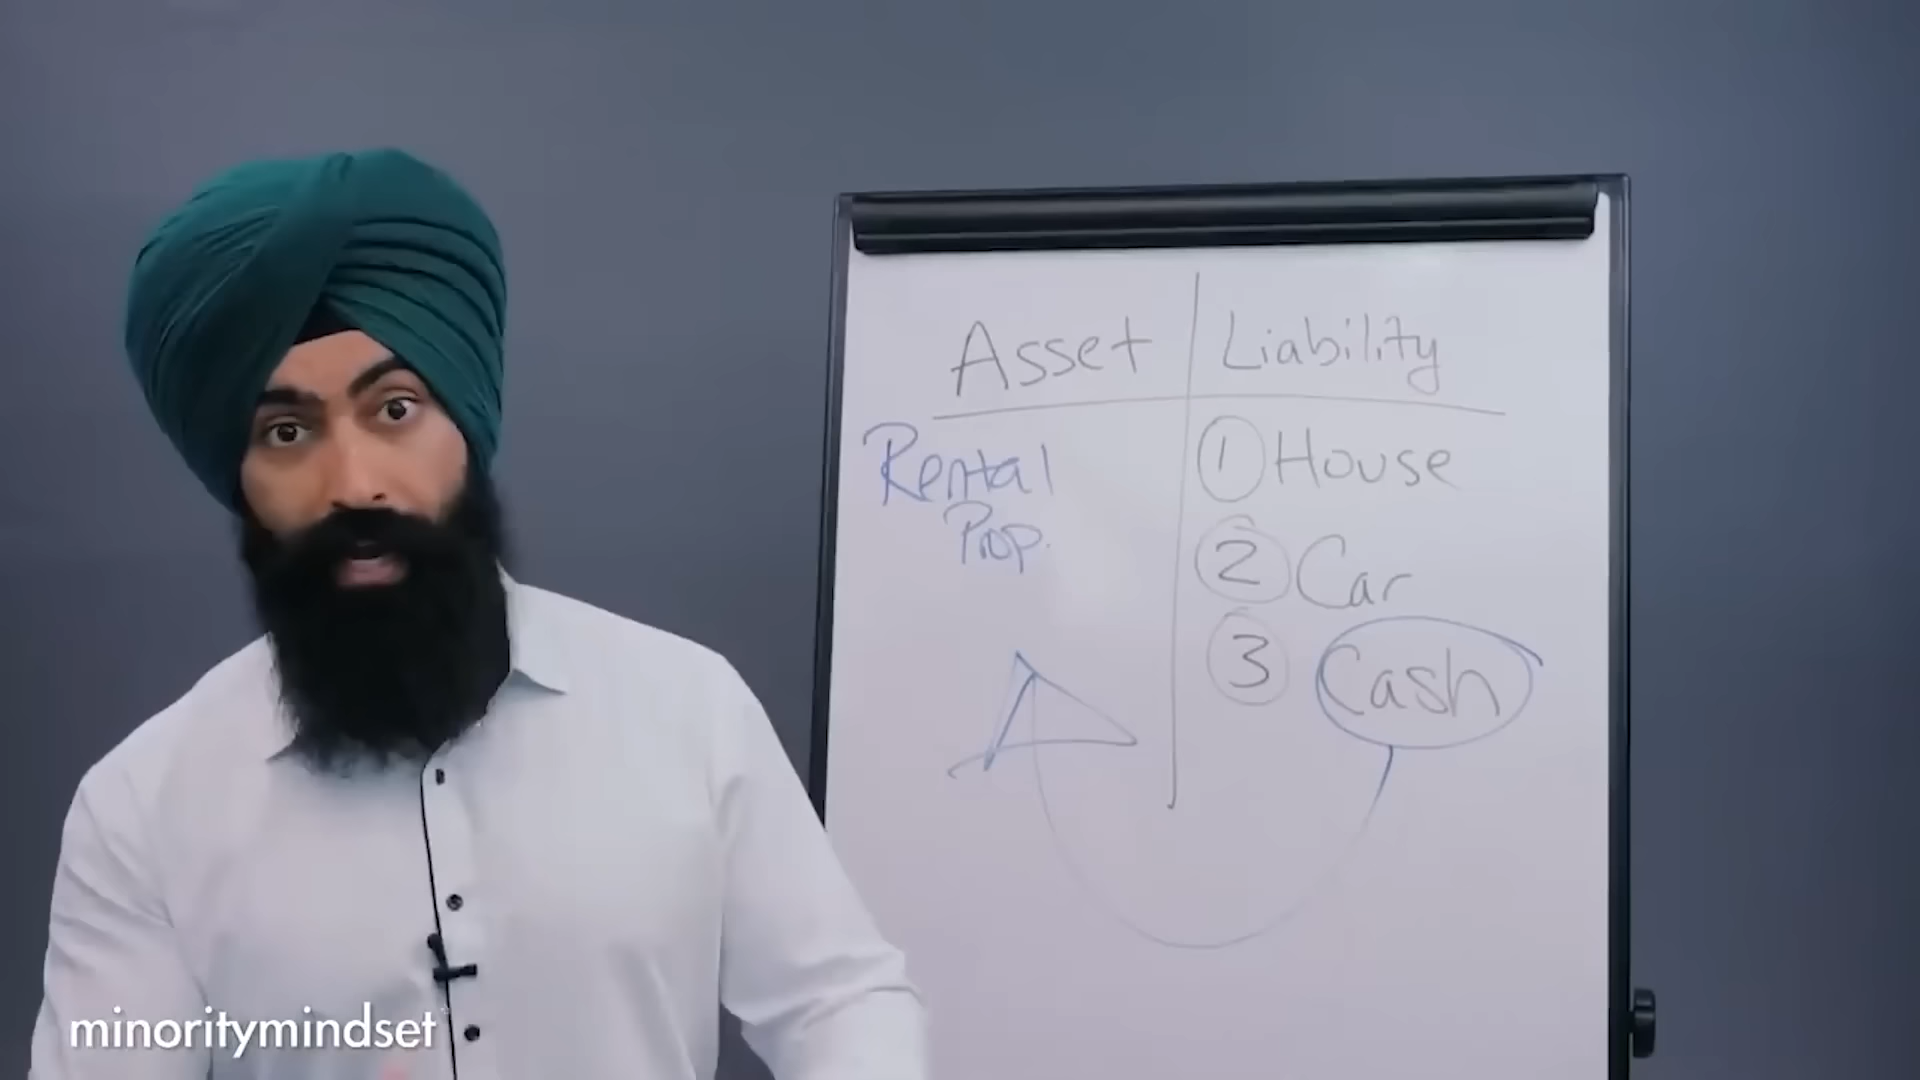 Asset Liability
Rental
Prop.
1 House
2 Car
3 Cash
minoritymindset